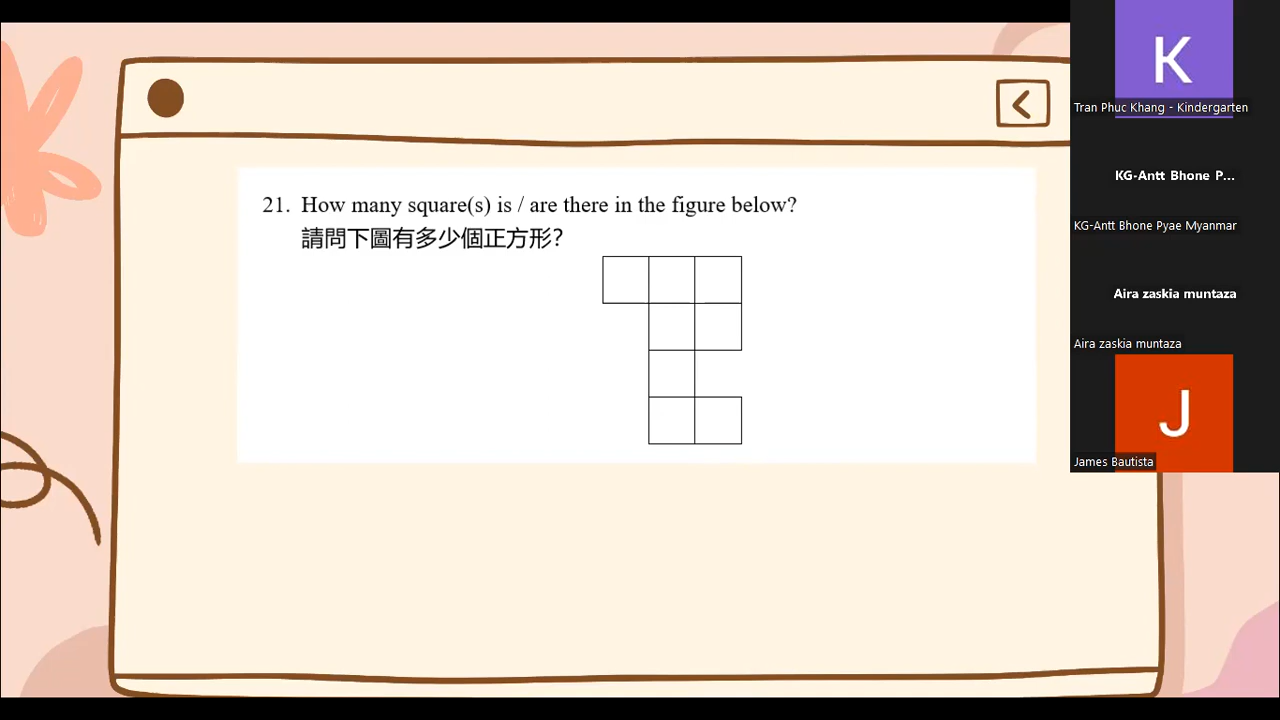 21. How many square(s) is / are there in the figure below?
請問下圖有多少個正方形?
K
Tran Phuc Khang - Kindergarten
KG-Antt Bhone P...
KG-Antt Bhone Pyae Myanmar
Aira zaskia muntaza
Aira zaskia muntaza
J
James Bautista